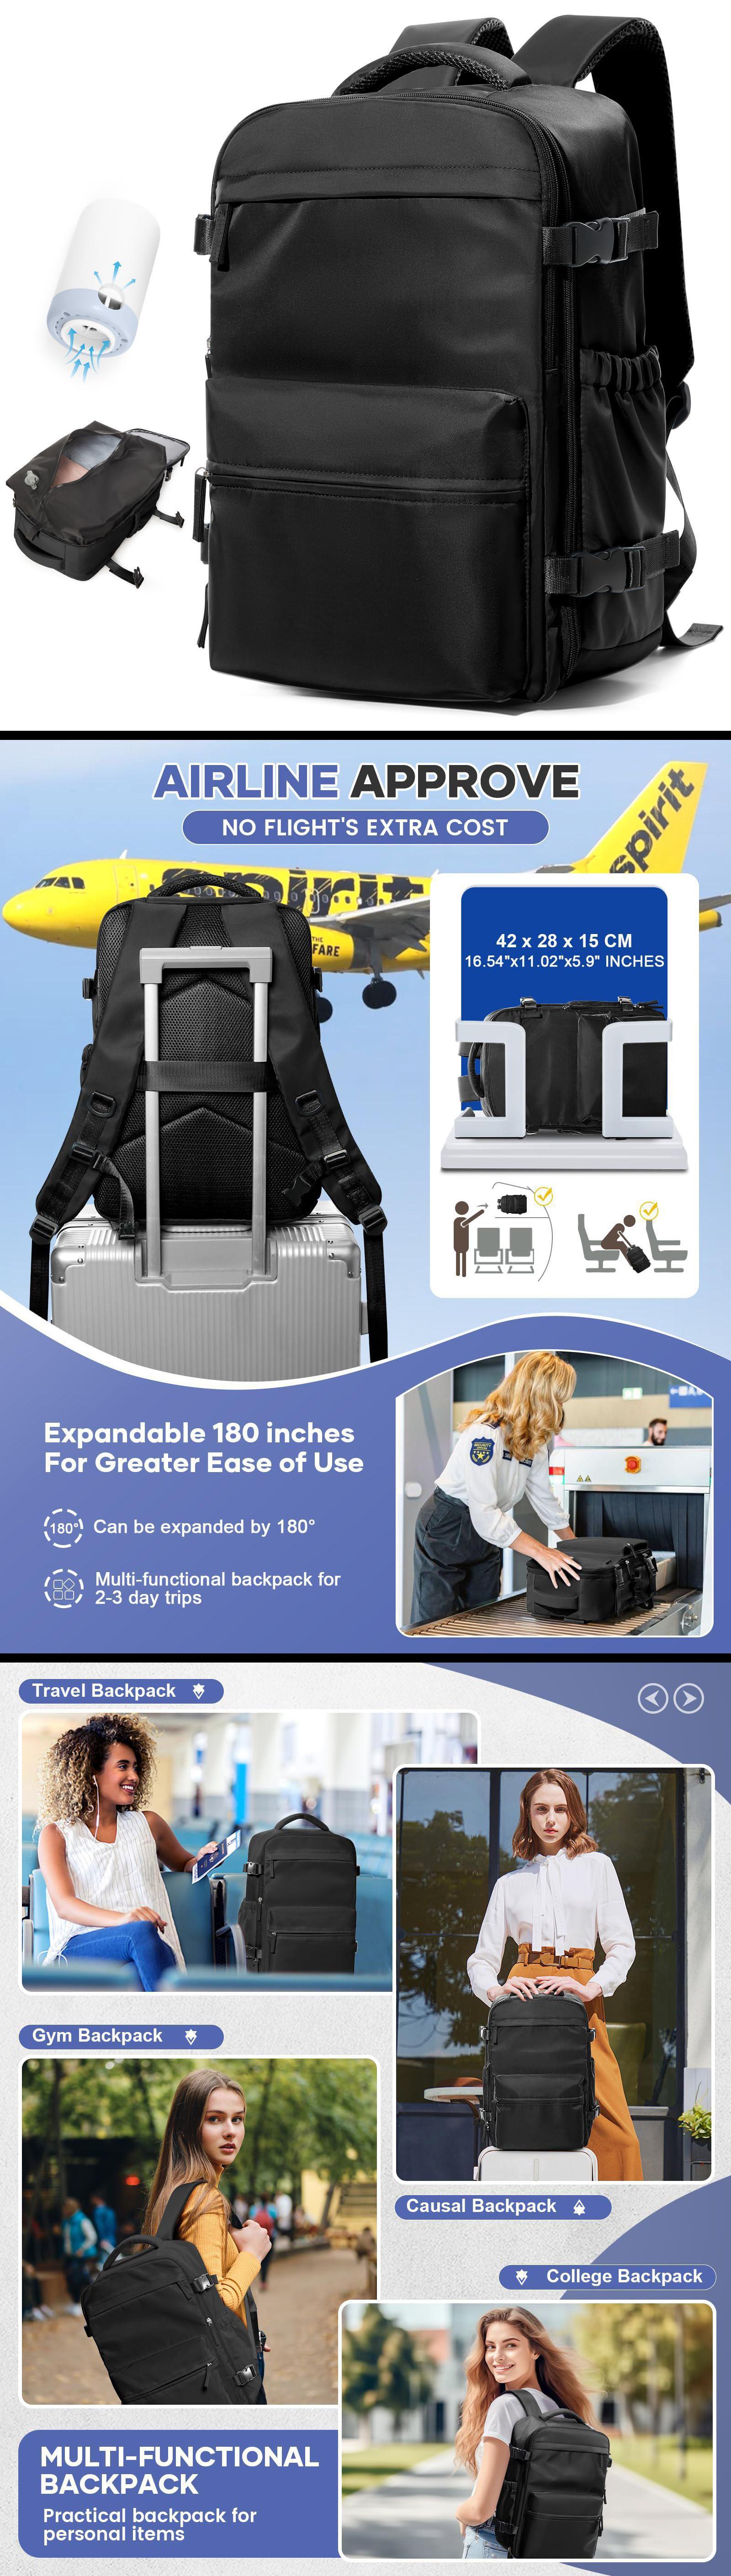 AIRLINE APPROVE
NO FLIGHT'S EXTRA COST
spirit
spirit
THE
FARE
42 x 28 x 15 CM
16.54"x11.02"x5.9" INCHES
Expandable 180 inches
For Greater Ease of Use
180°
Can be expanded by 180°
Multi-functional backpack for
2-3 day trips
Travel Backpack
Gym Backpack
Causal Backpack
College Backpack
MULTI-FUNCTIONAL
BACKPACK
Practical backpack for
personal items